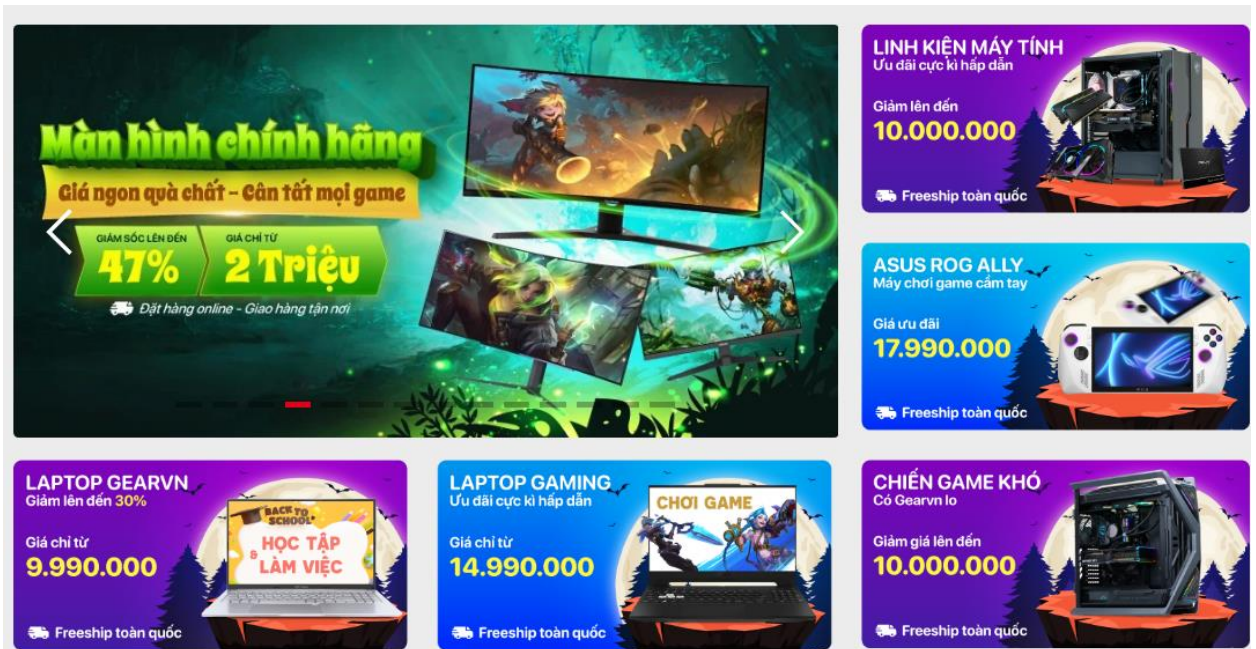 Màn hình chính hãng
Giá ngon quà chất - Cân tất mọi game
GIẢM SỐC LÊN ĐẾN
47%
GIÁ CHỈ TỪ
2 Triệu
Đặt hàng online - Giao hàng tận nơi
LINH KIỆN MÁY TÍNH
Ưu đãi cực kì hấp dẫn
Giảm lên đến
10.000.000
Freeship toàn quốc
ASUS ROG ALLY
Máy chơi game cầm tay
Giá ưu đãi
17.990.000
Freeship toàn quốc
LAPTOP GEARVN
Giảm lên đến 30%
Giá chỉ từ
9.990.000
Freeship toàn quốc
BACK TO
SCHOOL
HỌC TẬP
& LÀM VIỆC
LAPTOP GAMING
Ưu đãi cực kì hấp dẫn
Giá chỉ từ
14.990.000
Freeship toàn quốc
CHƠI GAME
CHIẾN GAME KHÓ
Có Gearvn lo
Giảm giá lên đến
10.000.000
Freeship toàn quốc